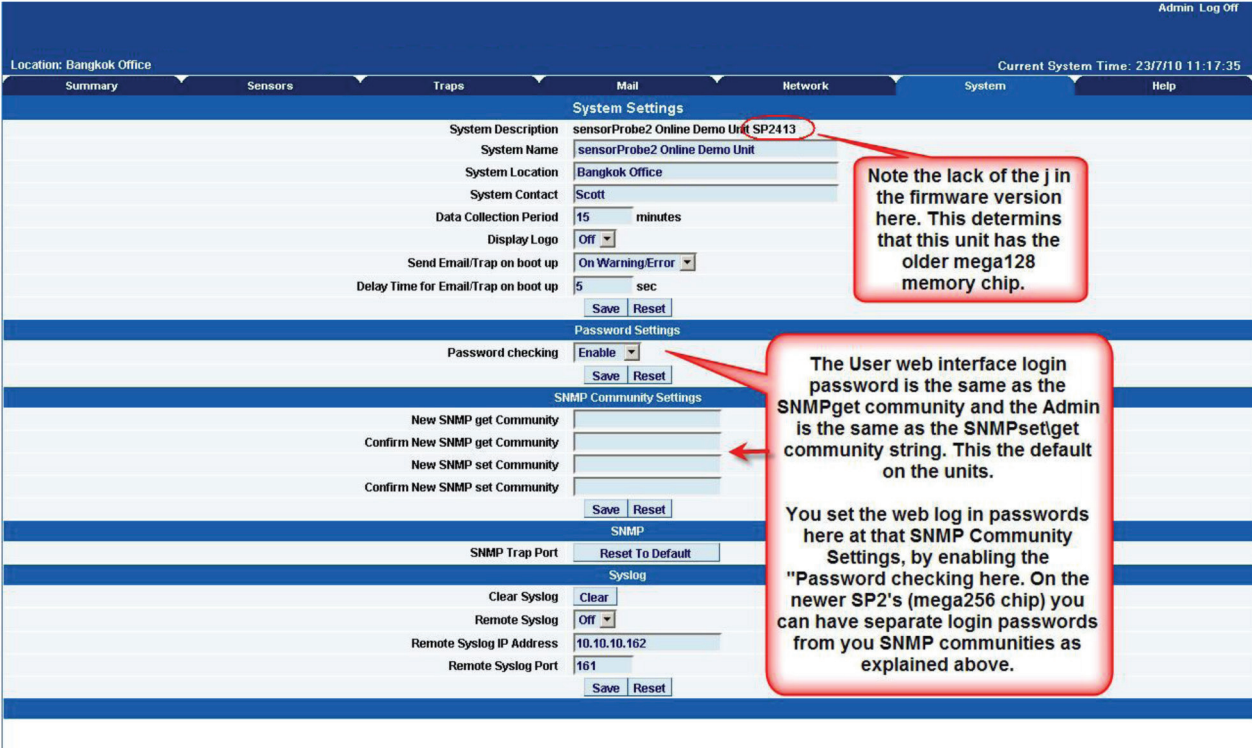 Admin Log Off
Location: Bangkok Office
Current System Time: 23/7/10 11:17:35
Summary Sensors Traps Mail Network System Help
System Settings
System Description sensorProbe2 Online Demo Unit SP2413
System Name sensorProbe2 Online Demo Unit
System Location Bangkok Office
System Contact Scott
Data Collection Period 15 minutes
Display Logo Off
Send Email/Trap on boot up On Warning/Error
Delay Time for Email/Trap on boot up 5 sec
Save Reset
Note the lack of the j in
the firmware version
here. This determins
that this unit has the
older mega128
memory chip.
Password Settings
Password checking Enable
Save Reset
SNMP Community Settings
New SNMP get Community
Confirm New SNMP get Community
New SNMP set Community
Confirm New SNMP set Community
Save Reset
SNMP
SNMP Trap Port Reset To Default
Syslog
Clear Syslog Clear
Remote Syslog Off
Remote Syslog IP Address 10.10.10.162
Remote Syslog Port 161
Save Reset
The User web interface login
password is the same as the
SNMPget community and the Admin
is the same as the SNMPset\get
community string. This the default
on the units.
You set the web log in passwords
here at that SNMP Community
Settings, by enabling the
"Password checking here. On the
newer SP2's (mega256 chip) you
can have separate login passwords
from you SNMP communities as
explained above.